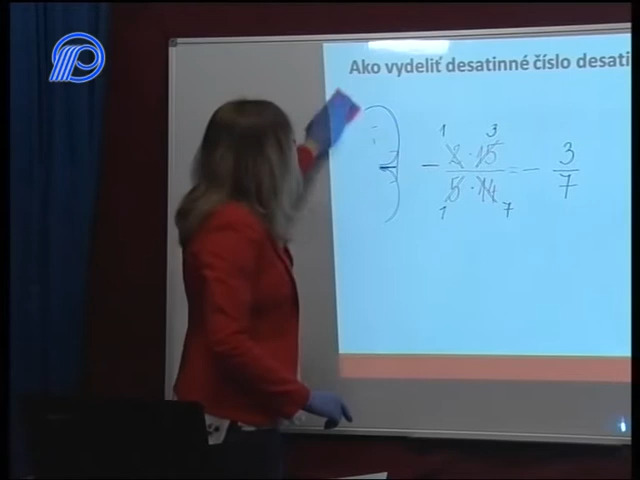 Ako vydeliť desatinné číslo desati
1 3
) - 2 · 15 / 5 · 14 = - 3 / 7
1 7